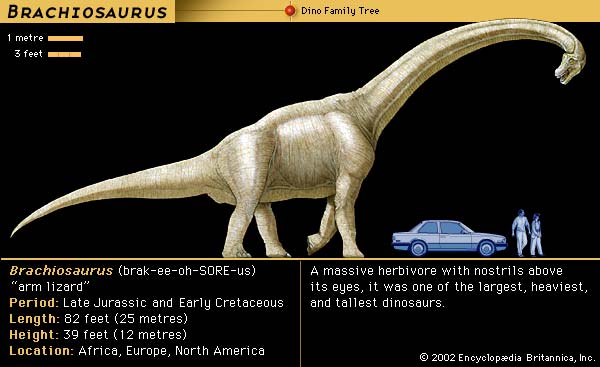 BRACHIOSAURUS
Dino Family Tree
1 metre
3 feet
Brachiosaurus (brak-ee-oh-SORE-us)
“arm lizard”
Period: Late Jurassic and Early Cretaceous
Length: 82 feet (25 metres)
Height: 39 feet (12 metres)
Location: Africa, Europe, North America
A massive herbivore with nostrils above
its eyes, it was one of the largest, heaviest,
and tallest dinosaurs.
© 2002 Encyclopædia Britannica, Inc.